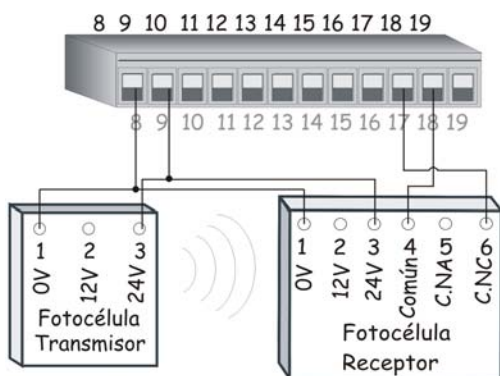 8 9 10 11 12 13 14 15 16 17 18 19
8 9 10 11 12 13 14 15 16 17 18 19
1 2 3
0V 12V 24V
Fotocélula
Transmisor
1 2 3 4 5 6
0V 12V 24V Común C.NA C.NC
Fotocélula
Receptor